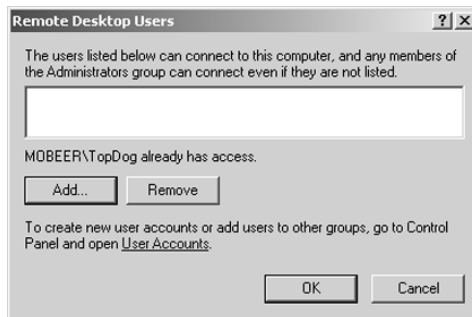 Remote Desktop Users
The users listed below can connect to this computer, and any members of
the Administrators group can connect even if they are not listed.
MOBEER\TopDog already has access.
Add...
Remove
To create new user accounts or add users to other groups, go to Control
Panel and open User Accounts.
OK
Cancel